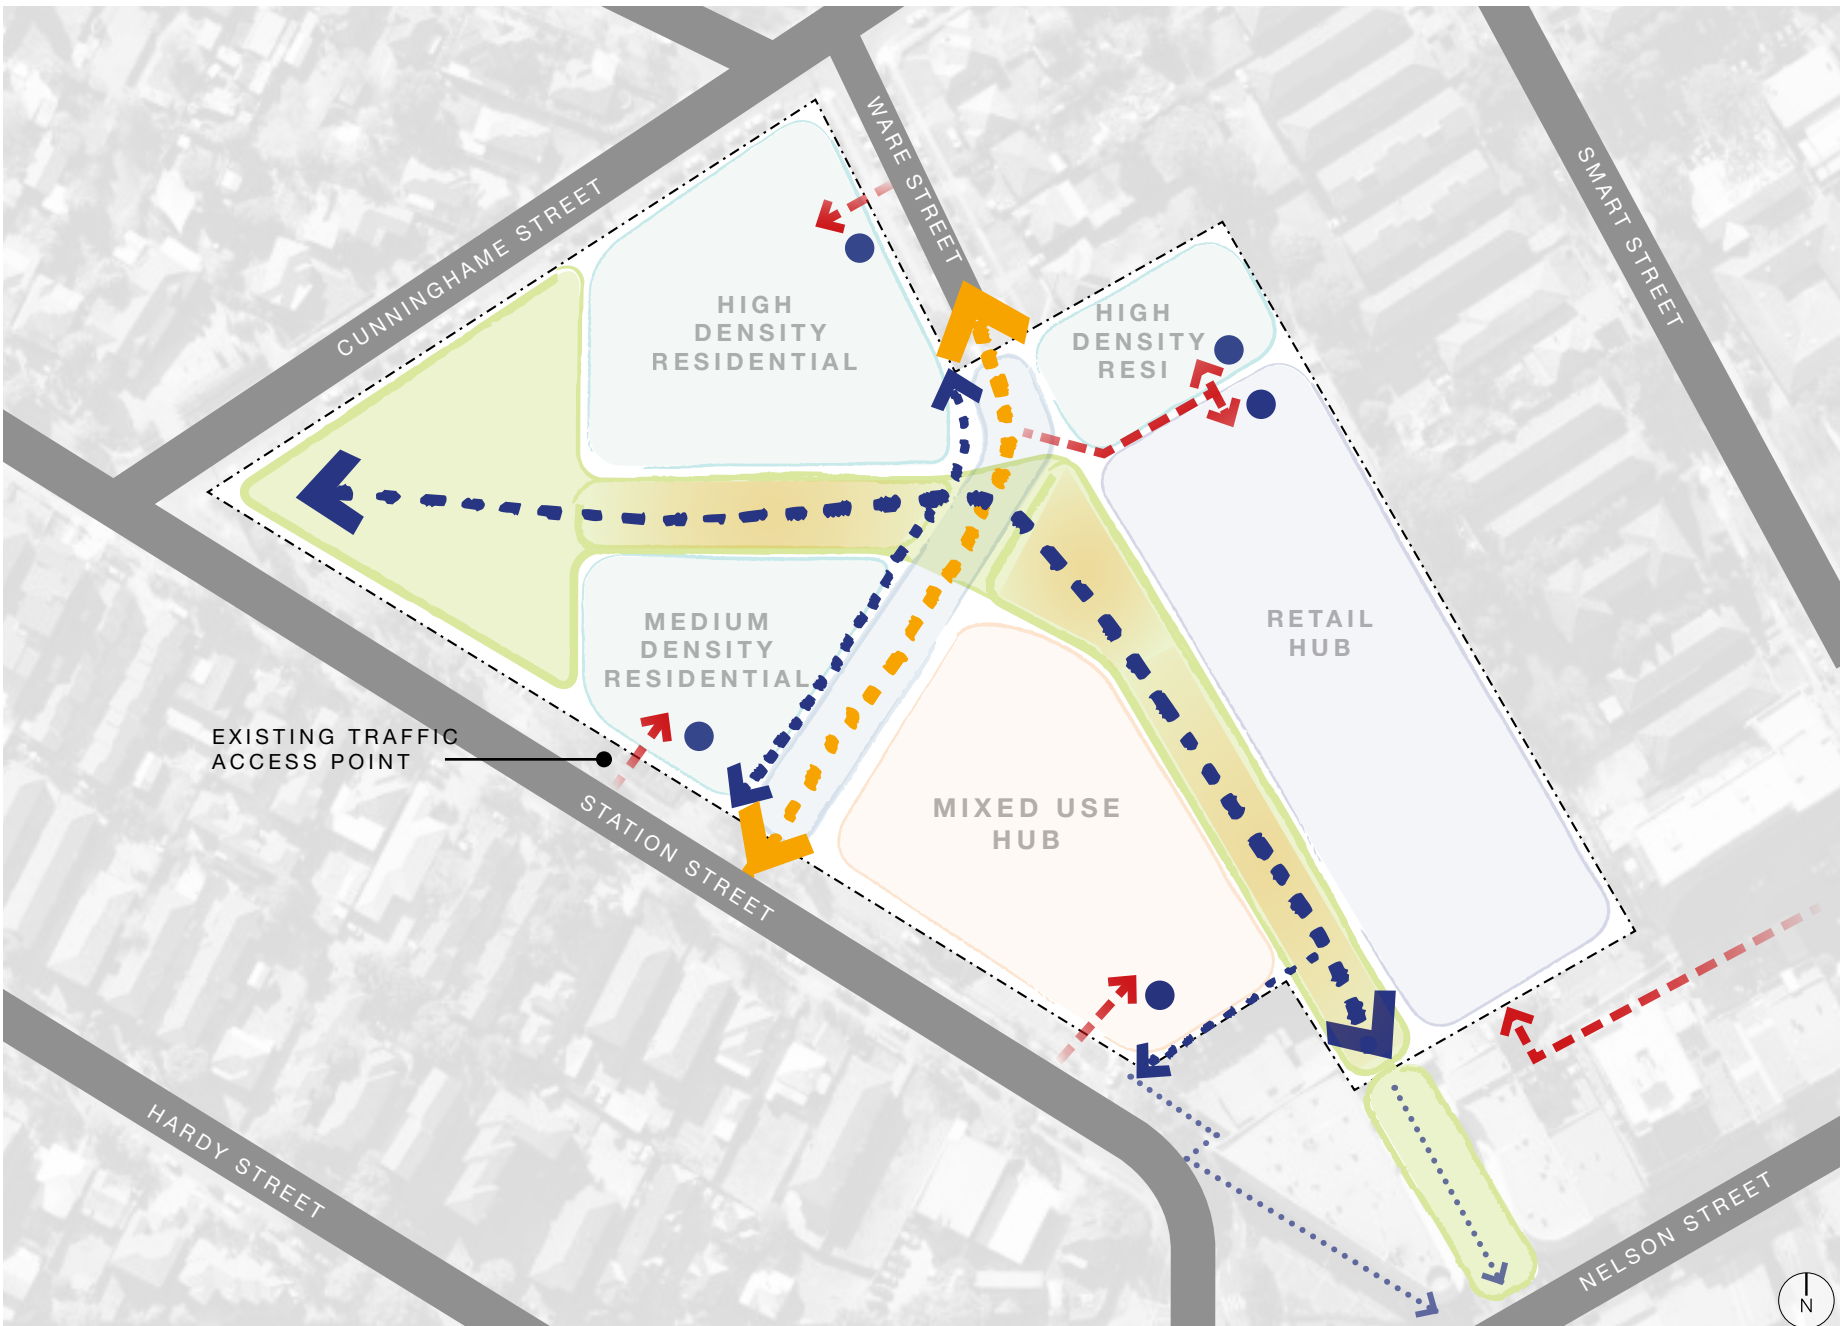 CUNNINGHAME STREET
WARE STREET
SMART STREET
HIGH
DENSITY
RESIDENTIAL
HIGH
DENSITY
RESI
RETAIL
HUB
MEDIUM
DENSITY
RESIDENTIAL
EXISTING TRAFFIC
ACCESS POINT
STATION STREET
MIXED USE
HUB
HARDY STREET
NELSON STREET
N